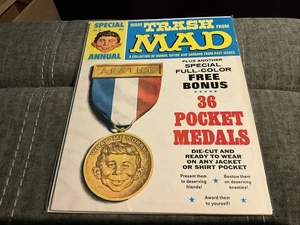 SPECIAL
ANNUAL
MORE TRASH FROM
MAD
A COLLECTION OF HUMOR, SATIRE AND GARBAGE FROM PAST ISSUES
PLUS ANOTHER
SPECIAL,
FULL-COLOR
FREE
BONUS
36
POCKET
MEDALS
DIE-CUT AND
READY TO WEAR
ON ANY JACKET
OR SHIRT POCKET
Present them
to deserving
friends!
Bestow them
on deserving
enemies!
Award them
to yourself!